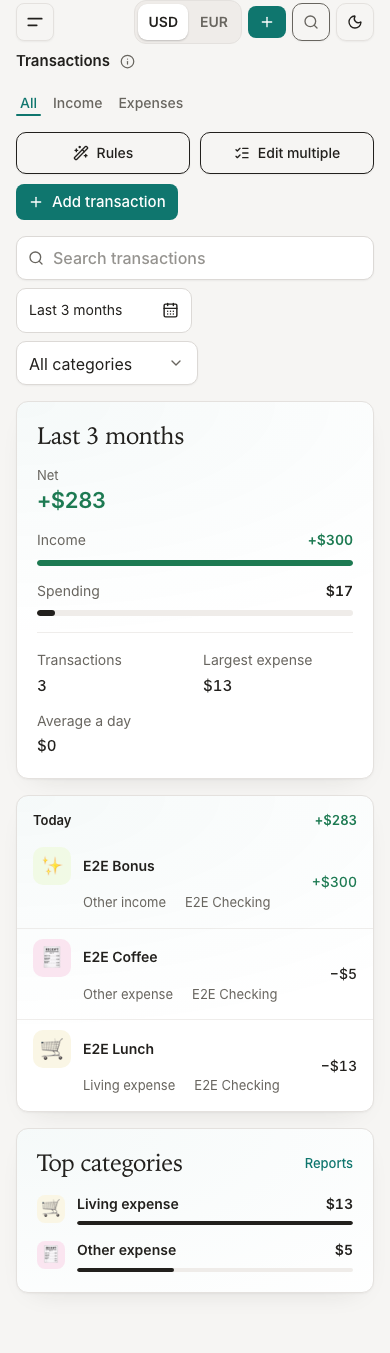 USD EUR
Transactions
All Income Expenses
Rules Edit multiple
Add transaction
Search transactions
Last 3 months
All categories
Last 3 months
Net
+$283
Income +$300
Spending $17
Transactions Largest expense
3 $13
Average a day
$0
Today +$283
E2E Bonus
+$300
Other income E2E Checking
E2E Coffee
−$5
Other expense E2E Checking
E2E Lunch
−$13
Living expense E2E Checking
Top categories Reports
Living expense $13
Other expense $5